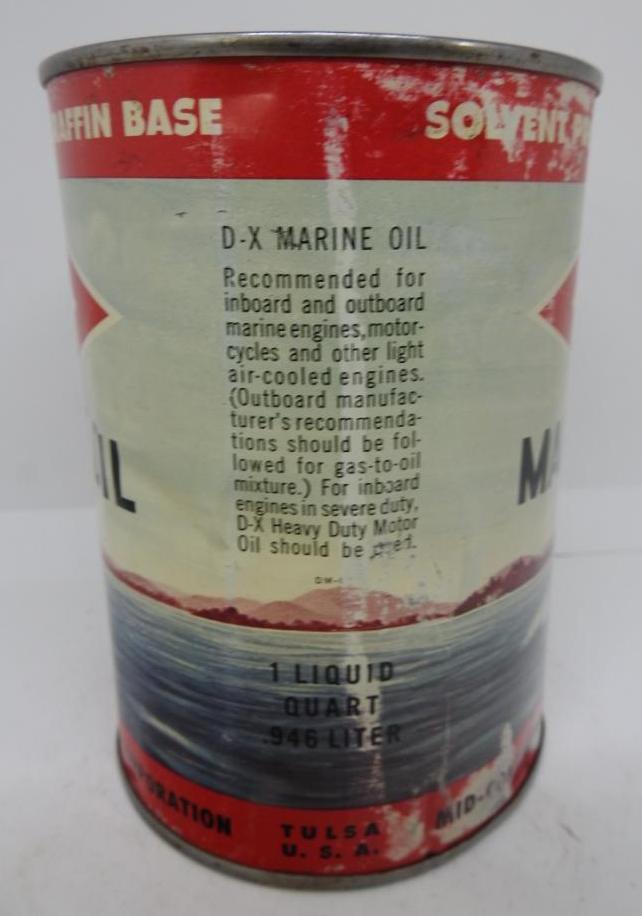 AFFIN BASE SOLVENT P
D-X MARINE OIL
Recommended for
inboard and outboard
marine engines, motor-
cycles and other light
air-cooled engines.
(Outboard manufac-
turer's recommenda-
tions should be fol-
lowed for gas-to-oil
mixture.) For inboard
engines in severe duty,
D-X Heavy Duty Motor
Oil should be used.
IL MA
1 LIQUID
QUART
.946 LITER
ORATION TULSA MID-
U. S. A.